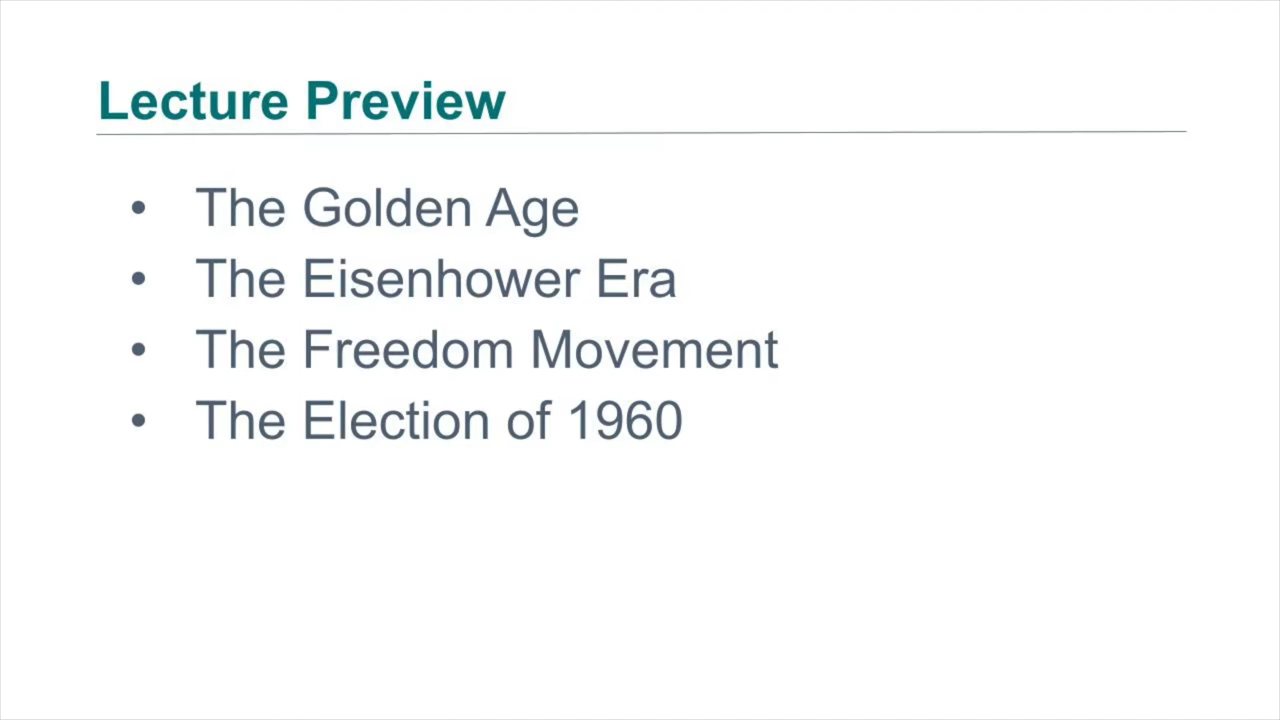 Lecture Preview
• The Golden Age
• The Eisenhower Era
• The Freedom Movement
• The Election of 1960